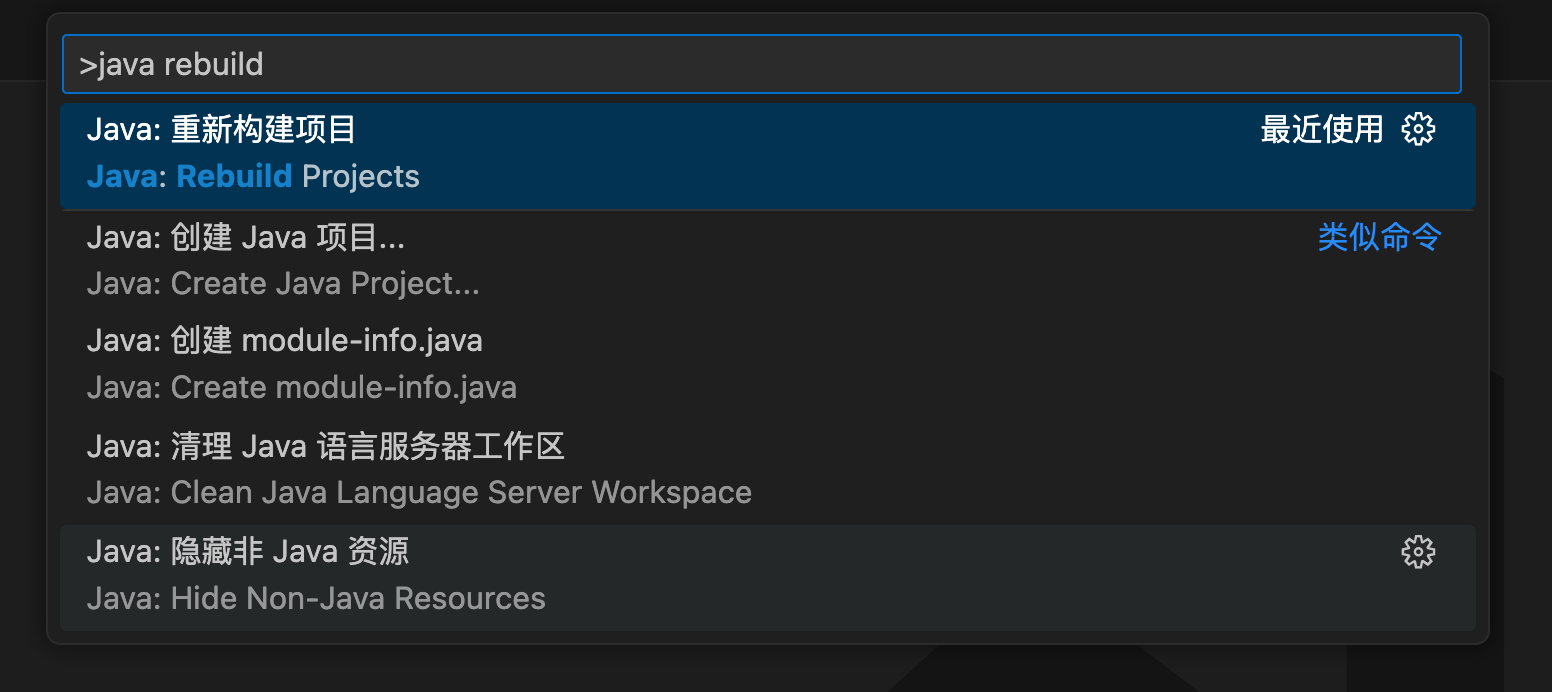 >java rebuild
Java: 重新构建项目 最近使用
Java: Rebuild Projects
Java: 创建 Java 项目... 类似命令
Java: Create Java Project...
Java: 创建 module-info.java
Java: Create module-info.java
Java: 清理 Java 语言服务器工作区
Java: Clean Java Language Server Workspace
Java: 隐藏非 Java 资源
Java: Hide Non-Java Resources